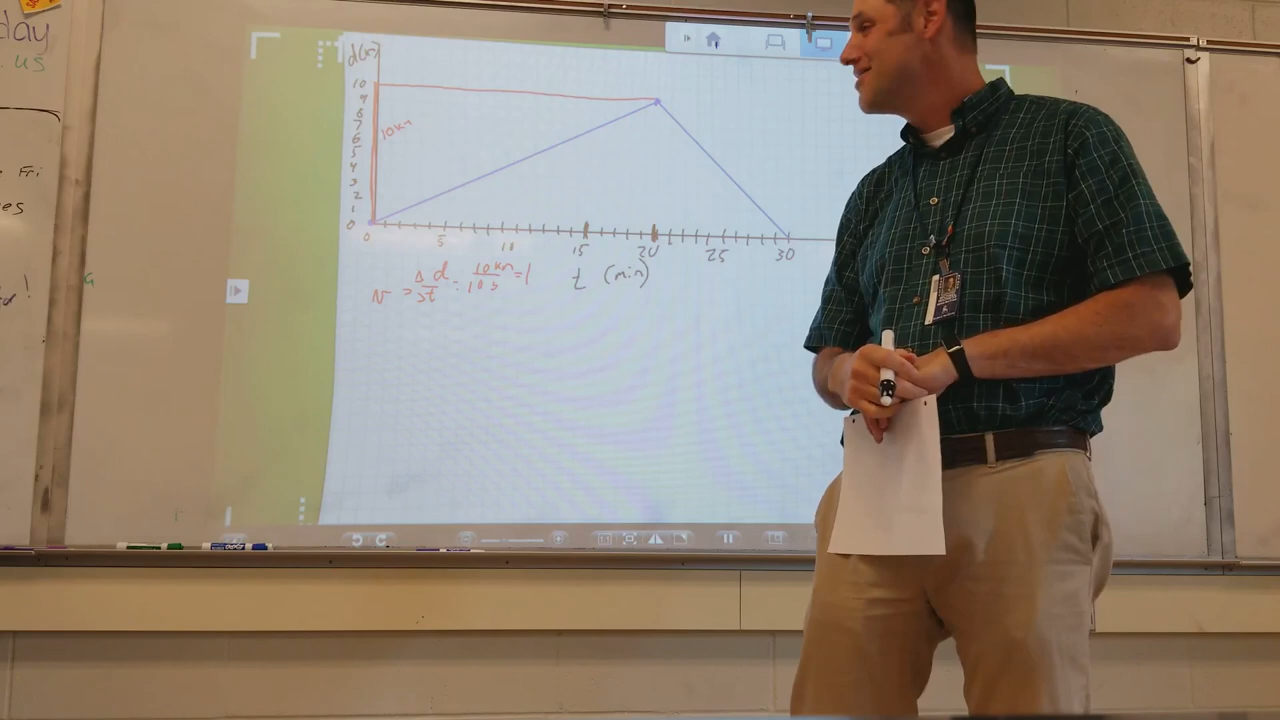 day
us
Fri
es
!
d(km)
10
9
8
7
6
5
4
3
2
1
0
10km
0 5 10 15 20 25 30
t (min)
v = Δd/Δt = 10km/10s = 1